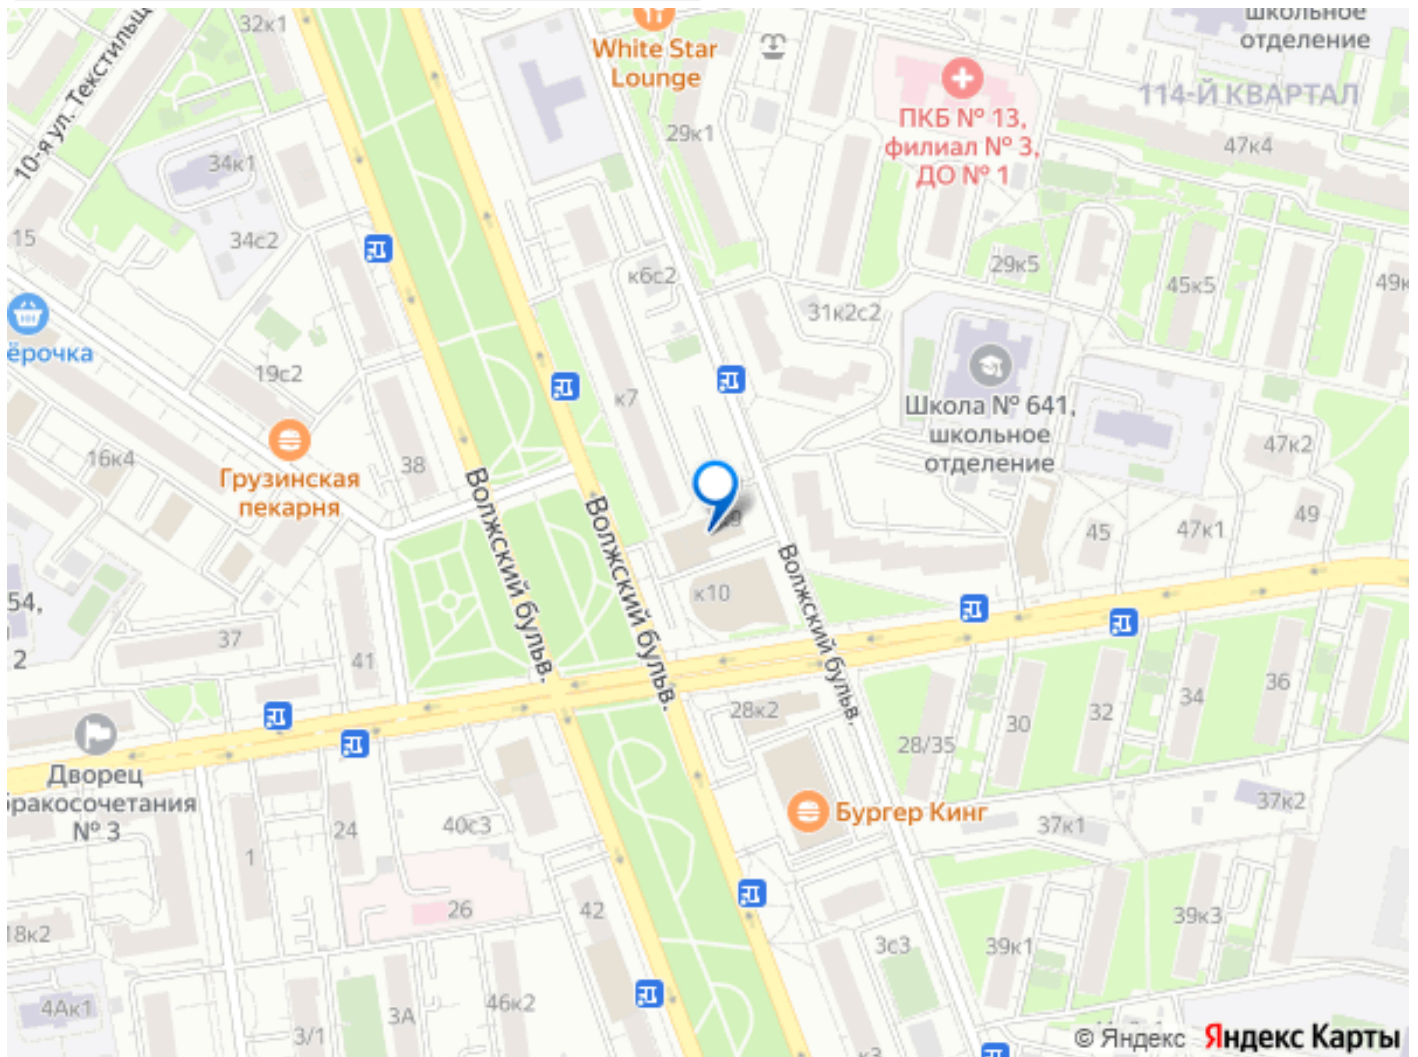 32к1
White Star
Lounge
школьное
отделение
10-я ул. Текстильщ
29к1
ПКБ № 13,
филиал № 3,
ДО № 1
114-Й КВАРТАЛ
47к4
34к1
15
34с2
к6с2
29к5
45к5
49к
31к2с2
ёрочка
19с2
к7
Школа № 641,
школьное
отделение
16к4
Грузинская
пекарня
38
47к2
Волжский бульв.
Волжский бульв.
к9
45
47к1
49
Волжский бульв.
к10
54,
2
37
41
28к2
28/35
30
32
34
36
Дворец
бракосочетания
№ 3
1
24
40с3
Бургер Кинг
37к1
37к2
26
42
18к2
3с3
39к1
39к3
4Ак1
3/1
3А
46к2
к3
© Яндекс Яндекс Карты